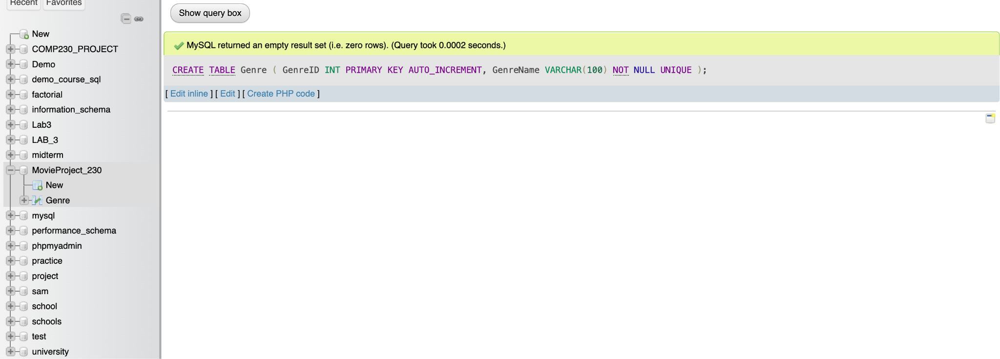 Recent Favorites
New
COMP230_PROJECT
Demo
demo_course_sql
factorial
information_schema
Lab3
LAB_3
midterm
MovieProject_230
New
Genre
mysql
performance_schema
phpmyadmin
practice
project
sam
school
schools
test
university
Show query box
MySQL returned an empty result set (i.e. zero rows). (Query took 0.0002 seconds.)
CREATE TABLE Genre ( GenreID INT PRIMARY KEY AUTO_INCREMENT, GenreName VARCHAR(100) NOT NULL UNIQUE );
[ Edit inline ] [ Edit ] [ Create PHP code ]